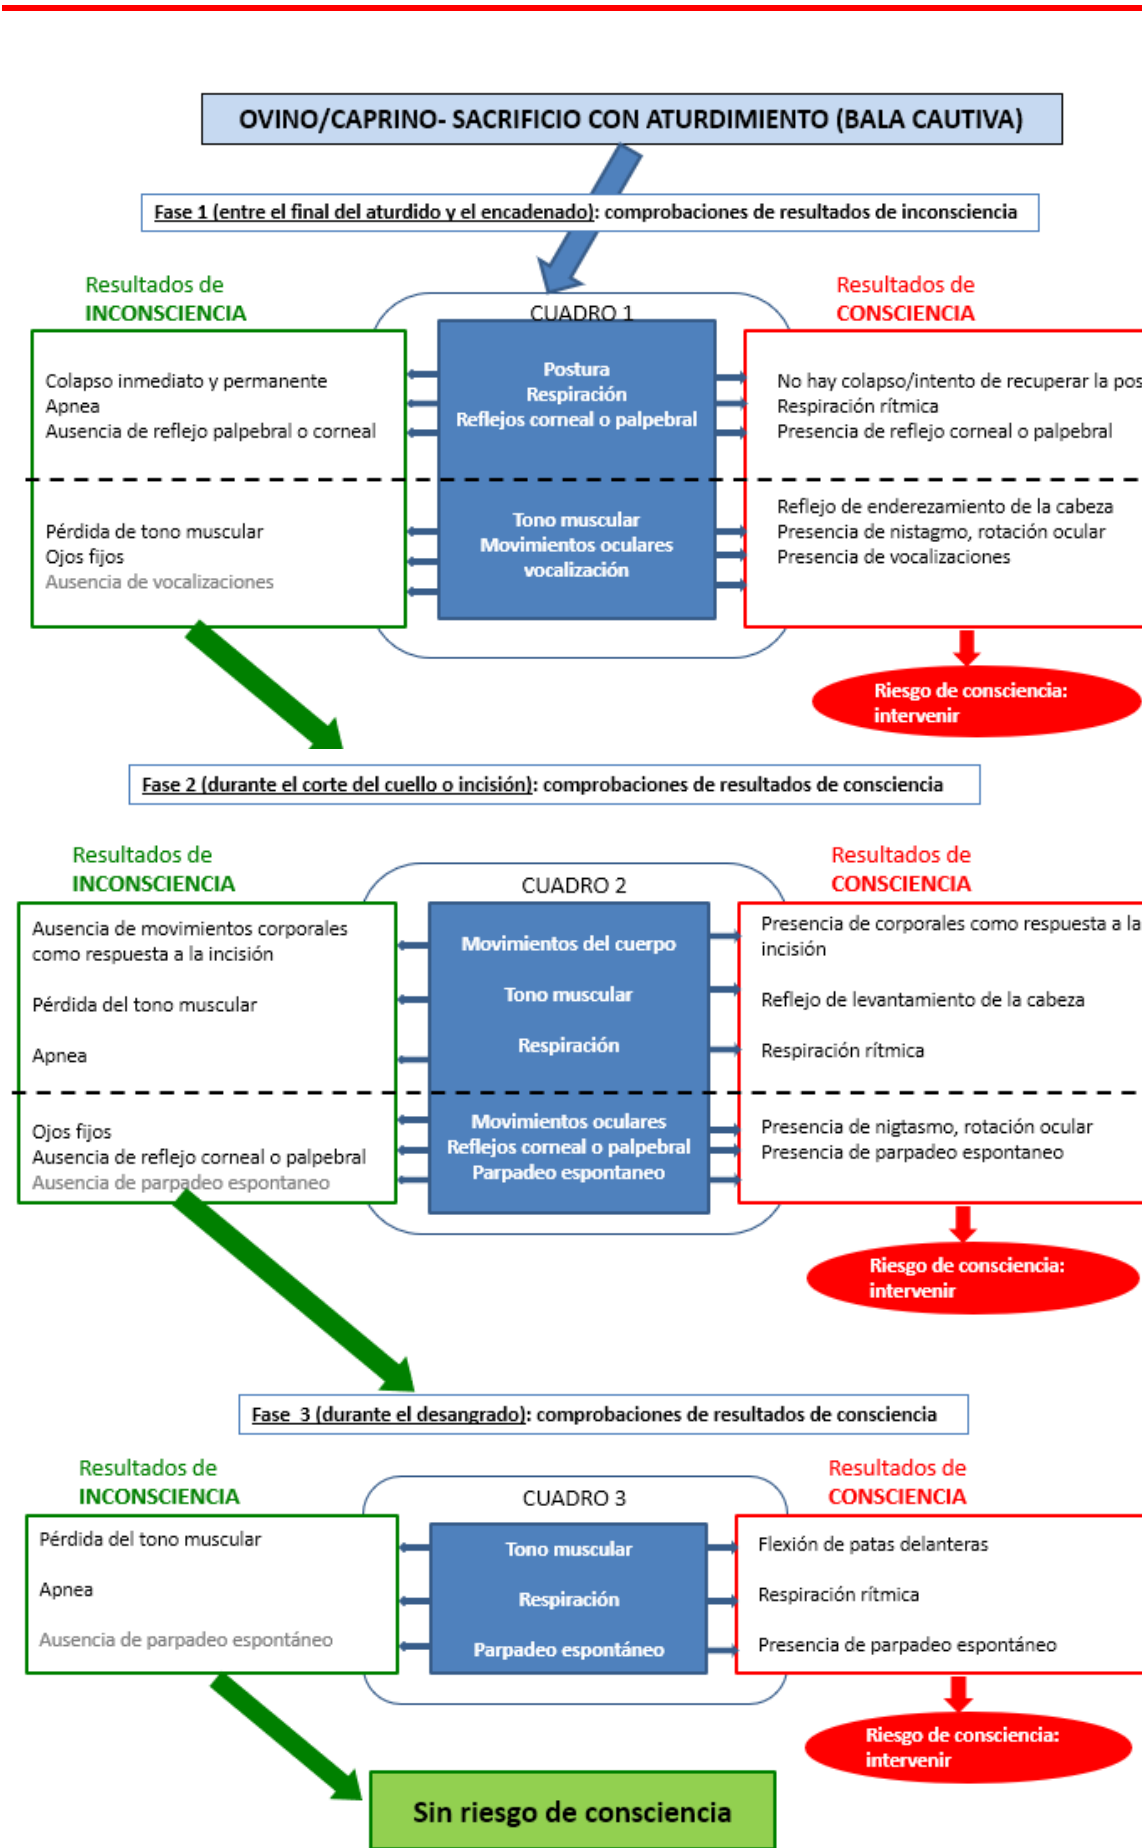 OVINO/CAPRINO- SACRIFICIO CON ATURDIMIENTO (BALA CAUTIVA)
Fase 1 (entre el final del aturdido y el encadenado): comprobaciones de resultados de inconsciencia
Resultados de
INCONSCIENCIA
Colapso inmediato y permanente
Apnea
Ausencia de reflejo palpebral o corneal
Pérdida de tono muscular
Ojos fijos
Ausencia de vocalizaciones
CUADRO 1
Postura
Respiración
Reflejos corneal o palpebral
Tono muscular
Movimientos oculares
vocalización
Resultados de
CONSCIENCIA
No hay colapso/intento de recuperar la pos
Respiración rítmica
Presencia de reflejo corneal o palpebral
Reflejo de enderezamiento de la cabeza
Presencia de nistagmo, rotación ocular
Presencia de vocalizaciones
Riesgo de consciencia:
intervenir
Fase 2 (durante el corte del cuello o incisión): comprobaciones de resultados de consciencia
Resultados de
INCONSCIENCIA
Ausencia de movimientos corporales
como respuesta a la incisión
Pérdida del tono muscular
Apnea
Ojos fijos
Ausencia de reflejo corneal o palpebral
Ausencia de parpadeo espontaneo
CUADRO 2
Movimientos del cuerpo
Tono muscular
Respiración
Movimientos oculares
Reflejos corneal o palpebral
Parpadeo espontaneo
Resultados de
CONSCIENCIA
Presencia de corporales como respuesta a la
incisión
Reflejo de levantamiento de la cabeza
Respiración rítmica
Presencia de nigtasmo, rotación ocular
Presencia de parpadeo espontaneo
Riesgo de consciencia:
intervenir
Fase 3 (durante el desangrado): comprobaciones de resultados de consciencia
Resultados de
INCONSCIENCIA
Pérdida del tono muscular
Apnea
Ausencia de parpadeo espontáneo
CUADRO 3
Tono muscular
Respiración
Parpadeo espontáneo
Resultados de
CONSCIENCIA
Flexión de patas delanteras
Respiración rítmica
Presencia de parpadeo espontáneo
Riesgo de consciencia:
intervenir
Sin riesgo de consciencia